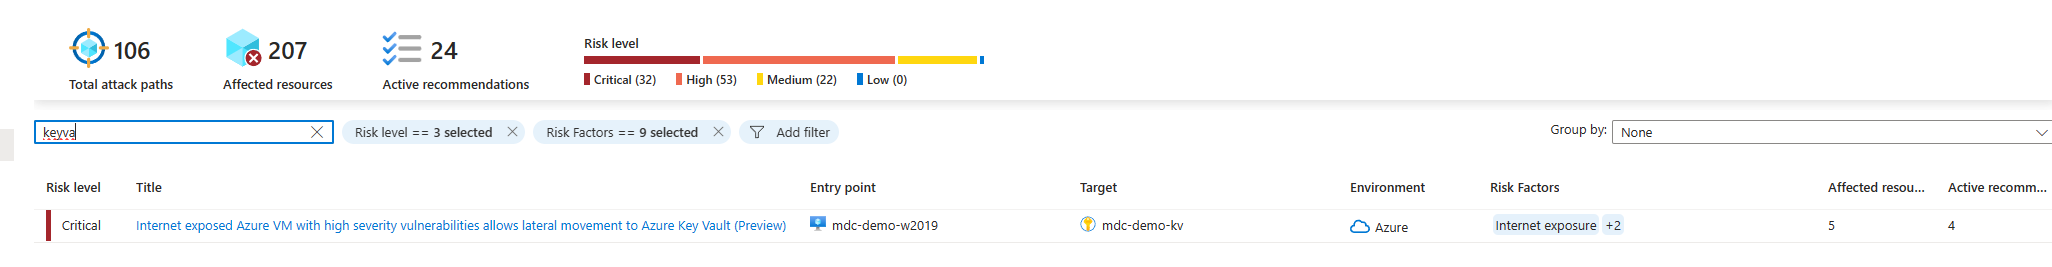 106
Total attack paths
207
Affected resources
24
Active recommendations
Risk level
Critical (32) High (53) Medium (22) Low (0)
keyva
Risk level == 3 selected
Risk Factors == 9 selected
Add filter
Group by: None
Risk level Title Entry point Target Environment Risk Factors Affected resou... Active recomm...
Critical Internet exposed Azure VM with high severity vulnerabilities allows lateral movement to Azure Key Vault (Preview) mdc-demo-w2019 mdc-demo-kv Azure Internet exposure +2 5 4